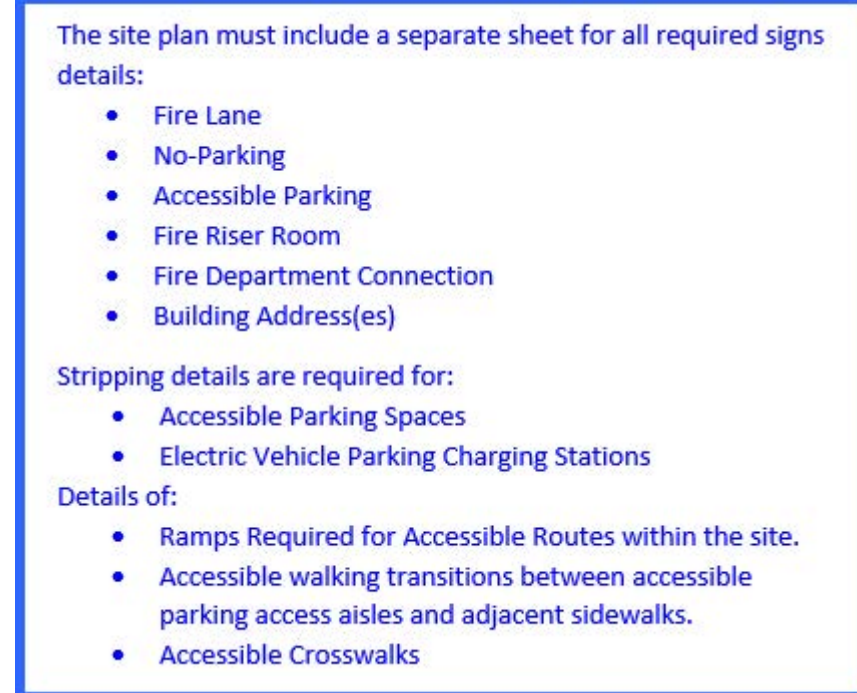 The site plan must include a separate sheet for all required signs
details:
• Fire Lane
• No-Parking
• Accessible Parking
• Fire Riser Room
• Fire Department Connection
• Building Address(es)
Stripping details are required for:
• Accessible Parking Spaces
• Electric Vehicle Parking Charging Stations
Details of:
• Ramps Required for Accessible Routes within the site.
• Accessible walking transitions between accessible
parking access aisles and adjacent sidewalks.
• Accessible Crosswalks